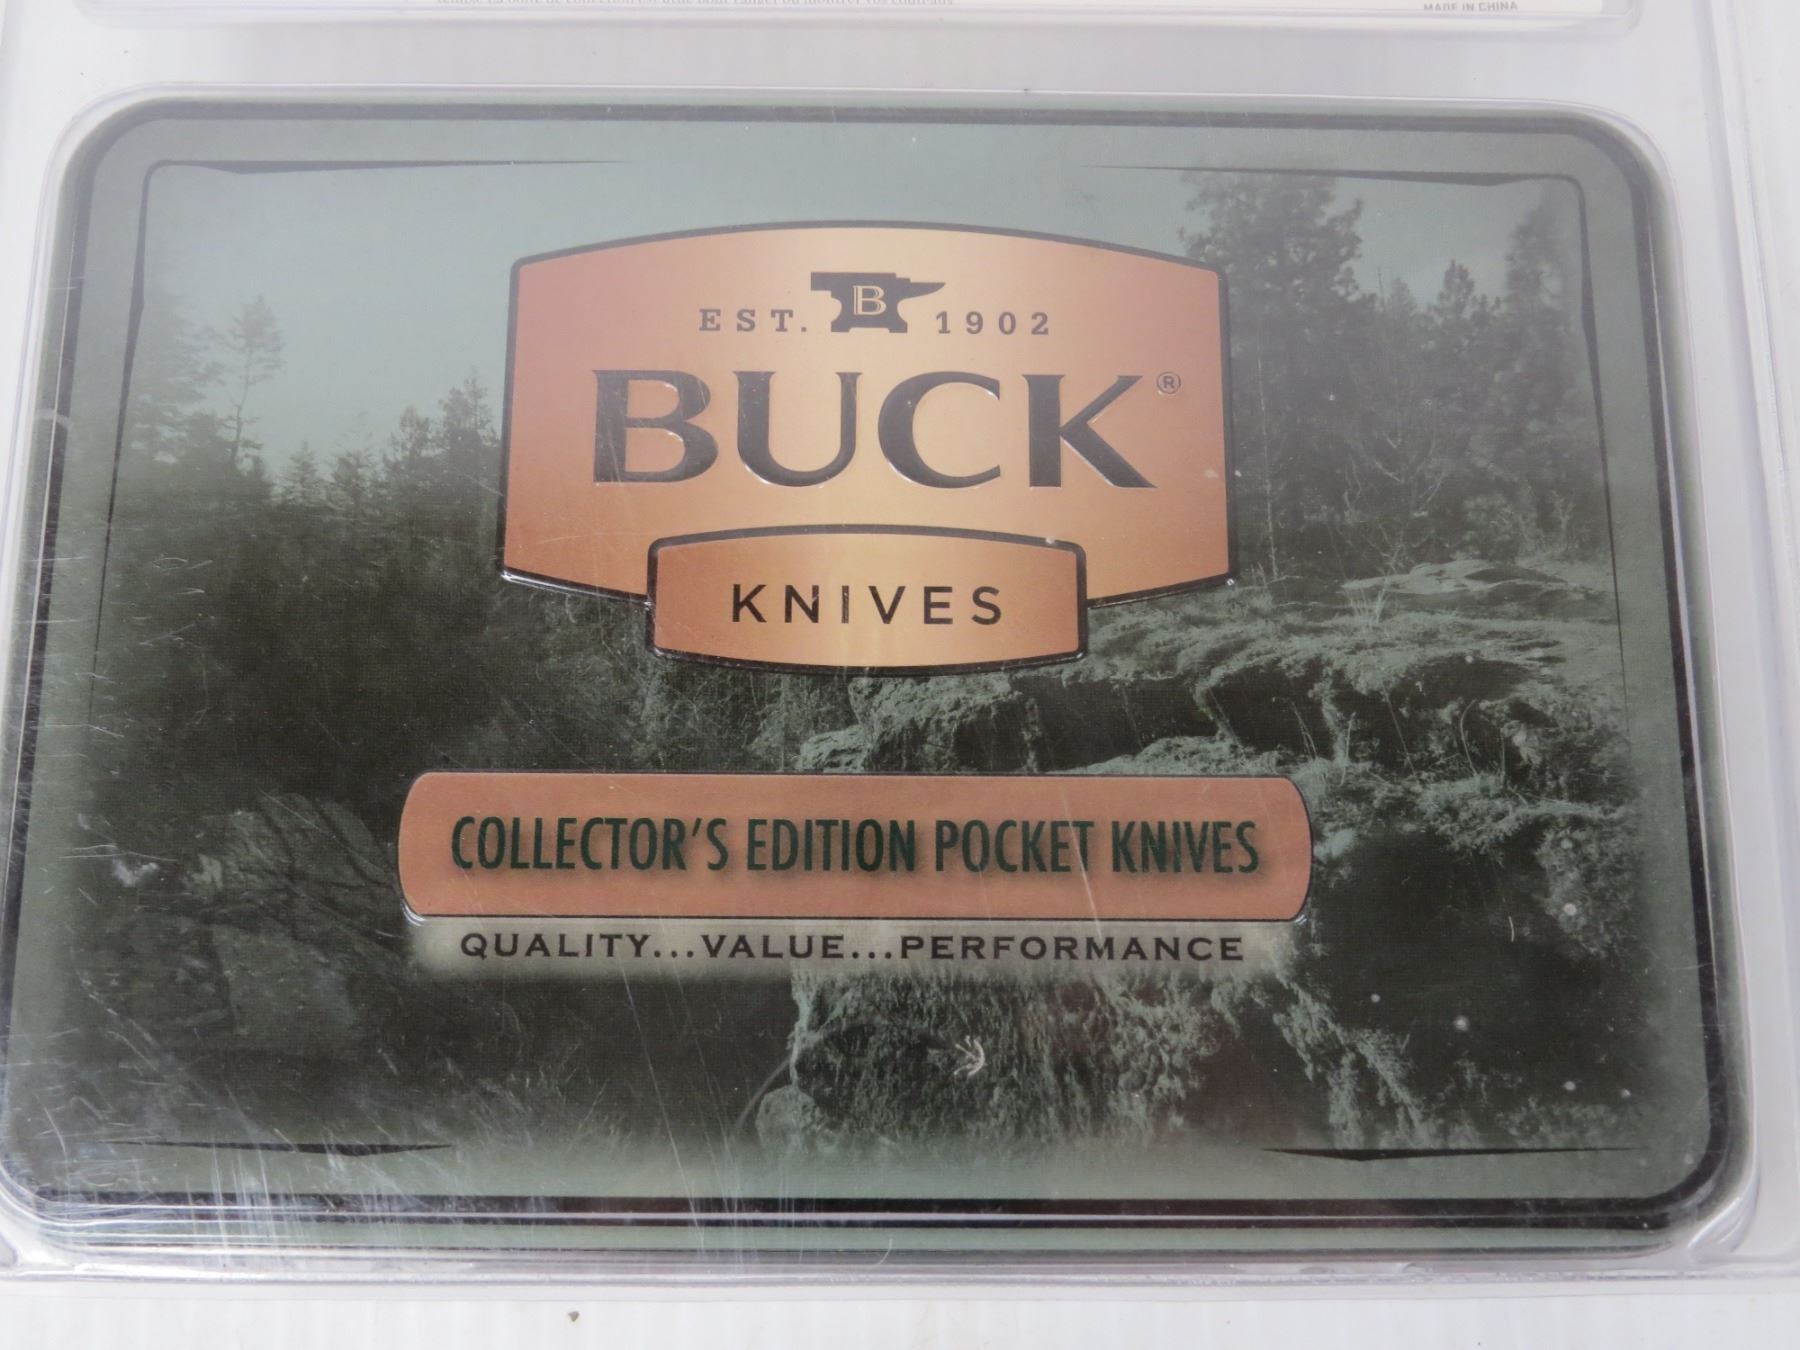 MADE IN CHINA
EST. B 1902
BUCK®
KNIVES
COLLECTOR'S EDITION POCKET KNIVES
QUALITY...VALUE...PERFORMANCE